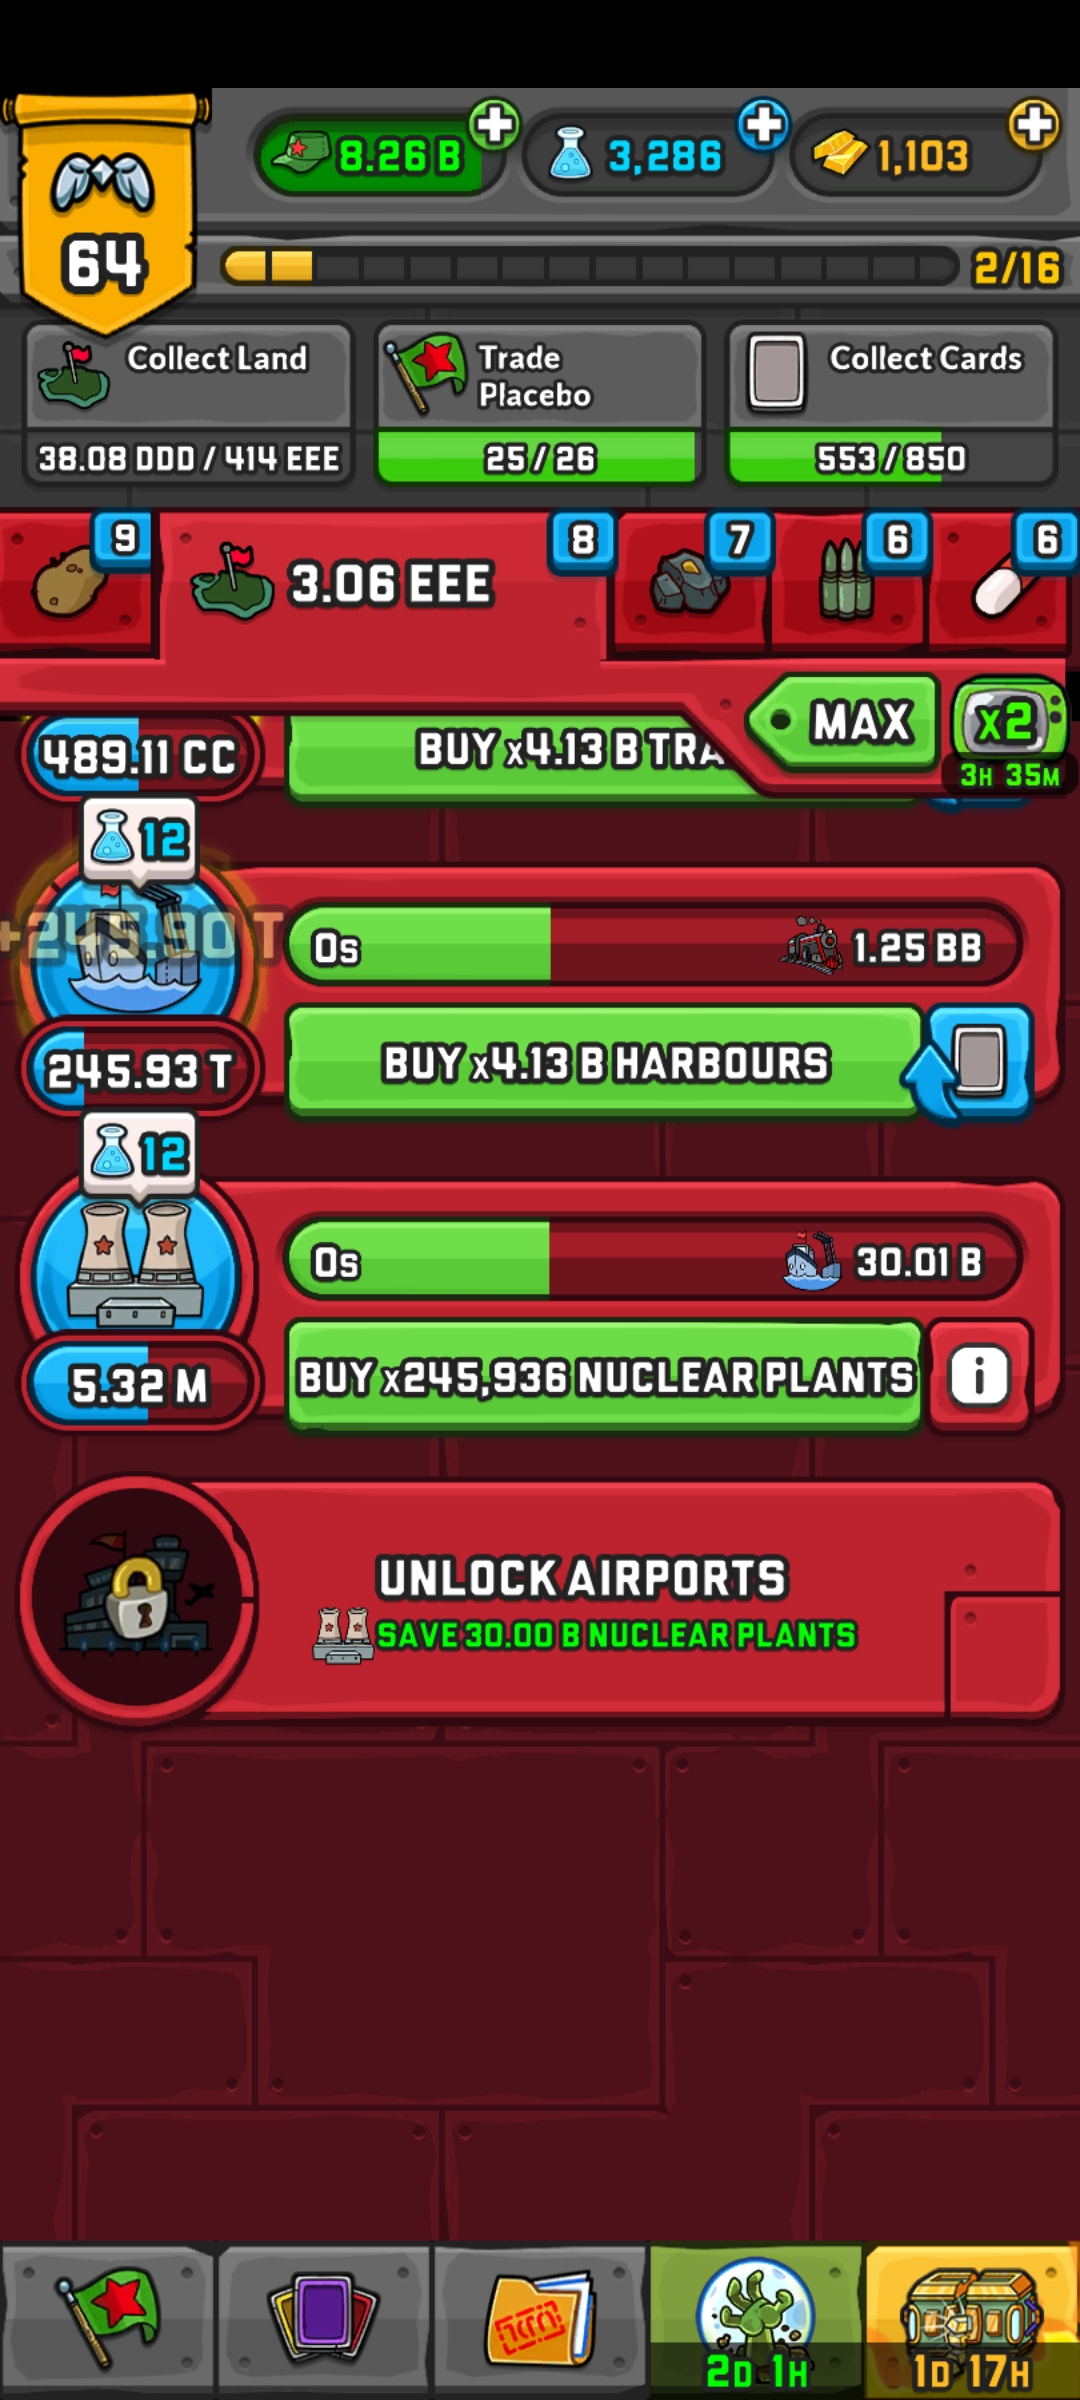 8.26 B
3,286
1,103
64
2/16
Collect Land
38.08 DDD / 414 EEE
Trade
Placebo
25 / 26
Collect Cards
553 / 850
9
3.06 EEE
8
7
6
6
MAX
x2
3H 35M
489.11 CC
BUY x4.13 B TRA
12
+245.90 T
0s
1.25 BB
245.93 T
BUY x4.13 B HARBOURS
12
0s
30.01 B
5.32 M
BUY x245,936 NUCLEAR PLANTS
i
UNLOCK AIRPORTS
SAVE 30.00 B NUCLEAR PLANTS
2D 1H
1D 17H